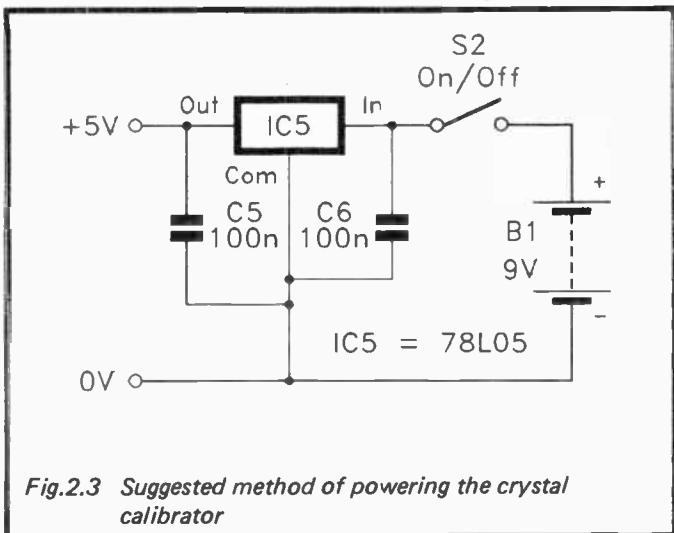 S2
On/Off
Out
In
+5V
IC5
Com
C5
100n
C6
100n
+
B1
9V
-
IC5 = 78L05
0V
Fig.2.3 Suggested method of powering the crystal
calibrator